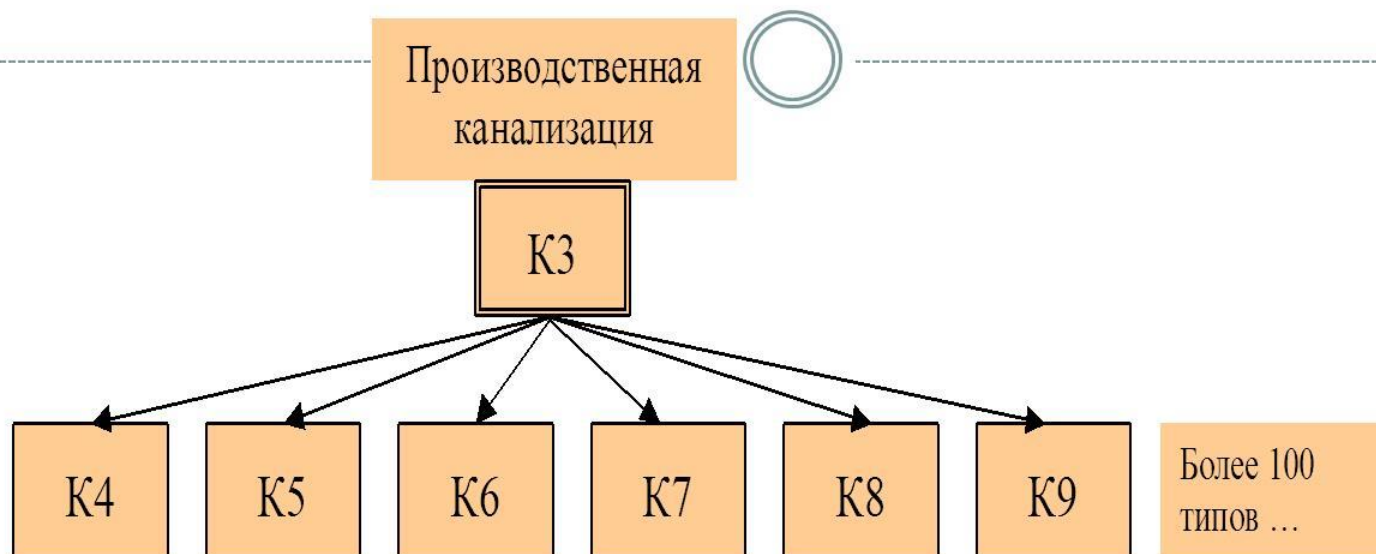 Производственная
канализация
К3
К4
К5
К6
К7
К8
К9
Более 100
типов ...